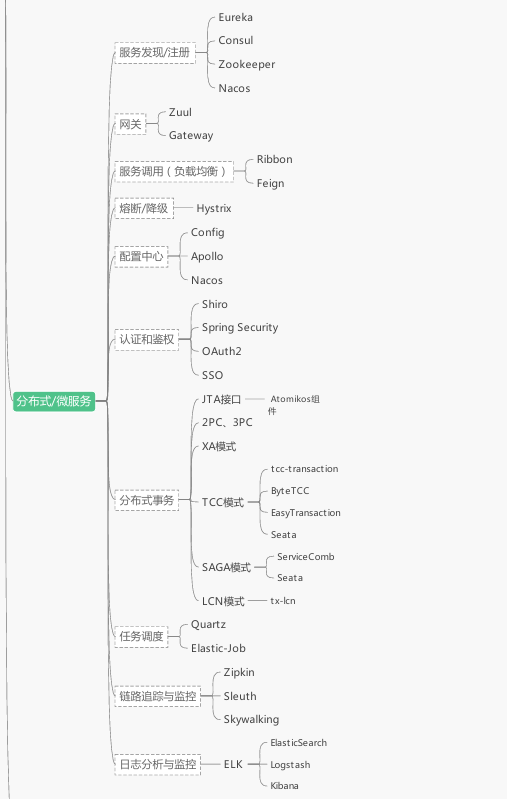 分布式/微服务
服务发现/注册
Eureka
Consul
Zookeeper
Nacos
网关
Zuul
Gateway
服务调用（负载均衡）
Ribbon
Feign
熔断/降级
Hystrix
配置中心
Config
Apollo
Nacos
认证和鉴权
Shiro
Spring Security
OAuth2
SSO
分布式事务
JTA接口
Atomikos组
件
2PC、3PC
XA模式
TCC模式
tcc-transaction
ByteTCC
EasyTransaction
Seata
SAGA模式
ServiceComb
Seata
LCN模式
tx-lcn
任务调度
Quartz
Elastic-Job
链路追踪与监控
Zipkin
Sleuth
Skywalking
日志分析与监控
ELK
ElasticSearch
Logstash
Kibana